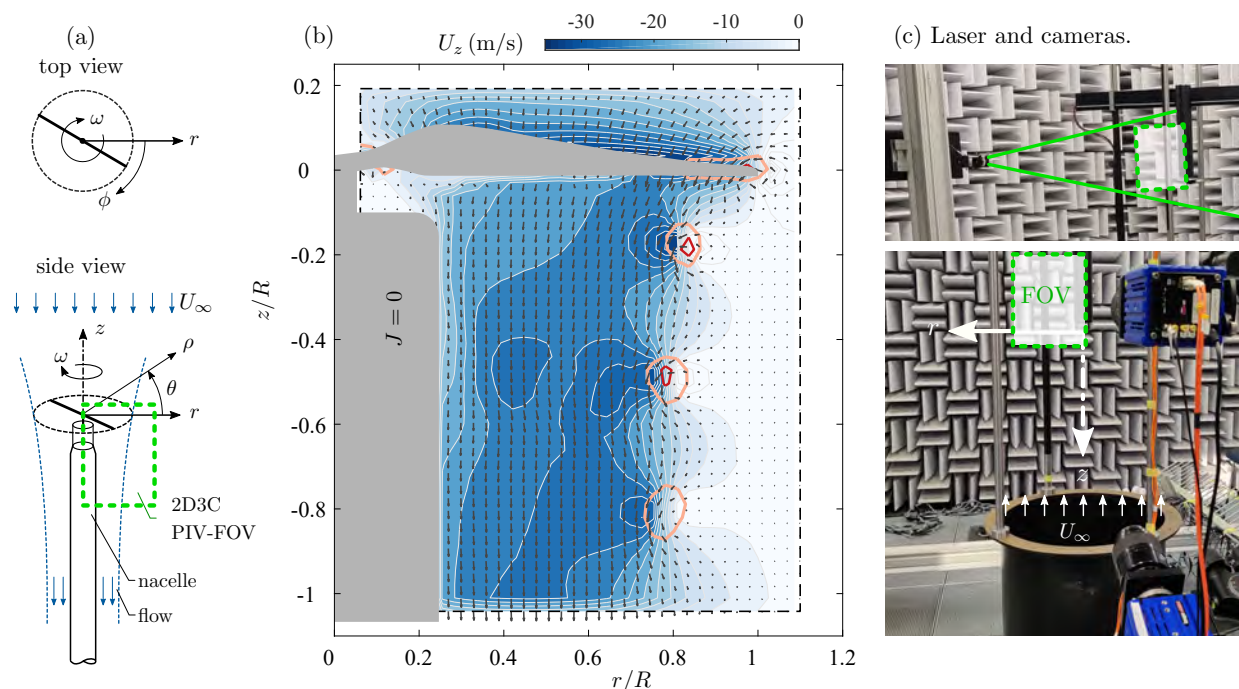 (a)
top view
ω
r
ϕ
side view
U∞
z
ρ
ω
θ
r
2D3C
PIV-FOV
nacelle
flow
(b)
-30 -20 -10 0
U_z (m/s)
0.2
0
-0.2
-0.4
-0.6
-0.8
-1
z/R
J = 0
0 0.2 0.4 0.6 0.8 1 1.2
r/R
(c) Laser and cameras.
FOV
r
z
U∞